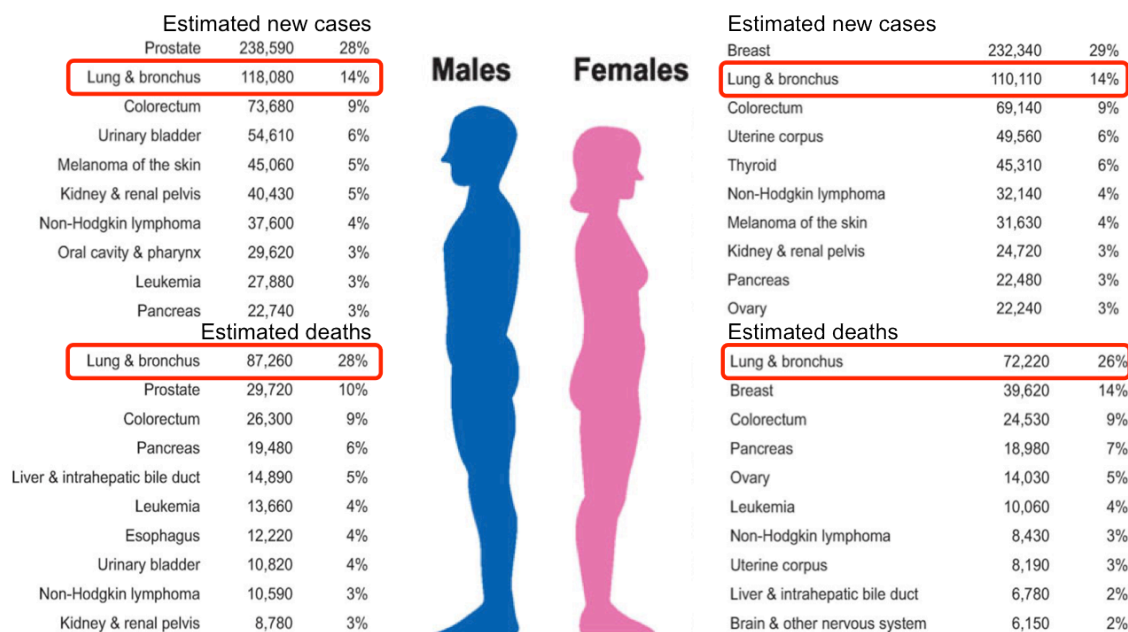 Estimated new cases
Prostate 238,590 28%
Lung & bronchus 118,080 14%
Colorectum 73,680 9%
Urinary bladder 54,610 6%
Melanoma of the skin 45,060 5%
Kidney & renal pelvis 40,430 5%
Non-Hodgkin lymphoma 37,600 4%
Oral cavity & pharynx 29,620 3%
Leukemia 27,880 3%
Pancreas 22,740 3%
Estimated deaths
Lung & bronchus 87,260 28%
Prostate 29,720 10%
Colorectum 26,300 9%
Pancreas 19,480 6%
Liver & intrahepatic bile duct 14,890 5%
Leukemia 13,660 4%
Esophagus 12,220 4%
Urinary bladder 10,820 4%
Non-Hodgkin lymphoma 10,590 3%
Kidney & renal pelvis 8,780 3%
Males
Females
Estimated new cases
Breast 232,340 29%
Lung & bronchus 110,110 14%
Colorectum 69,140 9%
Uterine corpus 49,560 6%
Thyroid 45,310 6%
Non-Hodgkin lymphoma 32,140 4%
Melanoma of the skin 31,630 4%
Kidney & renal pelvis 24,720 3%
Pancreas 22,480 3%
Ovary 22,240 3%
Estimated deaths
Lung & bronchus 72,220 26%
Breast 39,620 14%
Colorectum 24,530 9%
Pancreas 18,980 7%
Ovary 14,030 5%
Leukemia 10,060 4%
Non-Hodgkin lymphoma 8,430 3%
Uterine corpus 8,190 3%
Liver & intrahepatic bile duct 6,780 2%
Brain & other nervous system 6,150 2%